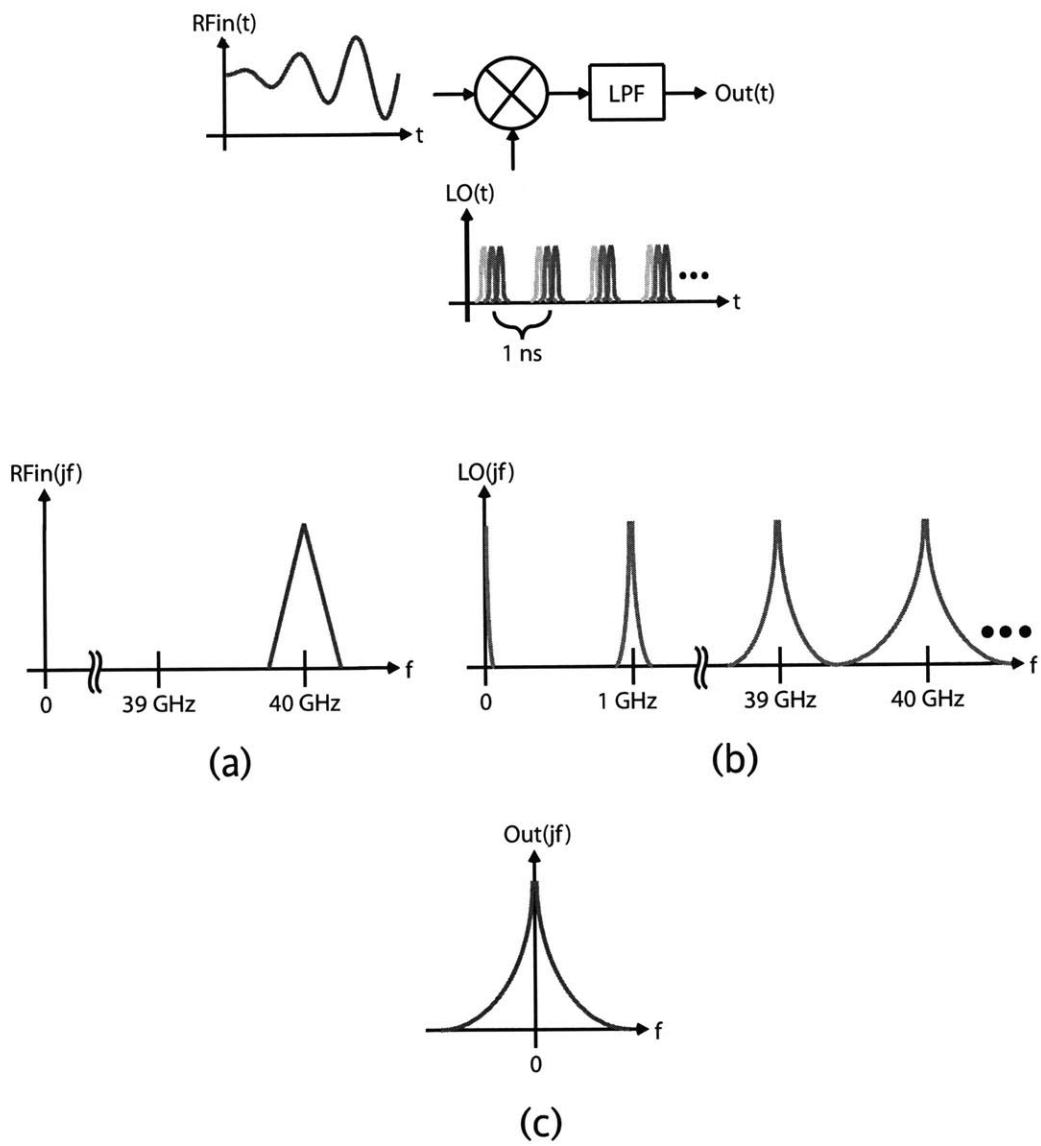 RFin(t)
t
LPF
Out(t)
LO(t)
•••
t
1 ns
RFin(jf)
f
0
39 GHz
40 GHz
(a)
LO(jf)
•••
f
0
1 GHz
39 GHz
40 GHz
(b)
Out(jf)
f
0
(c)